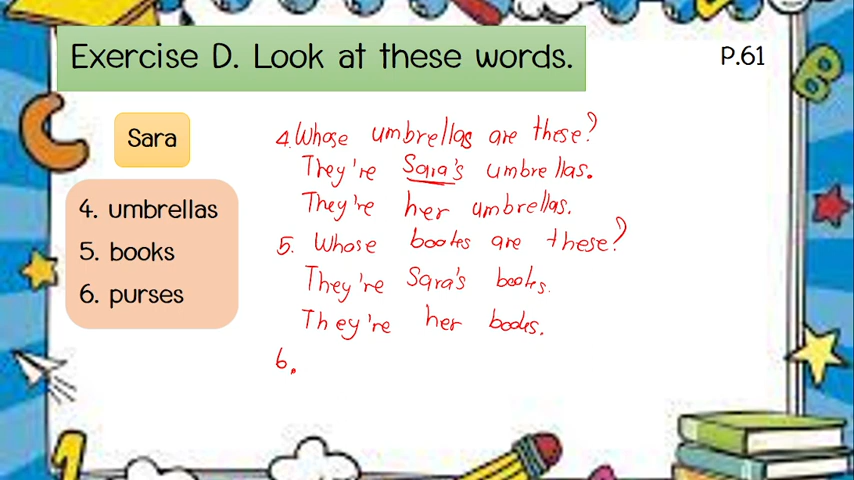 Exercise D. Look at these words.
P.61
Sara
4. umbrellas
5. books
6. purses
4. Whose umbrellas are these?
They're Sara's umbrellas.
They're her umbrellas.
5. Whose books are these?
They're Sara's books.
They're her books.
6.